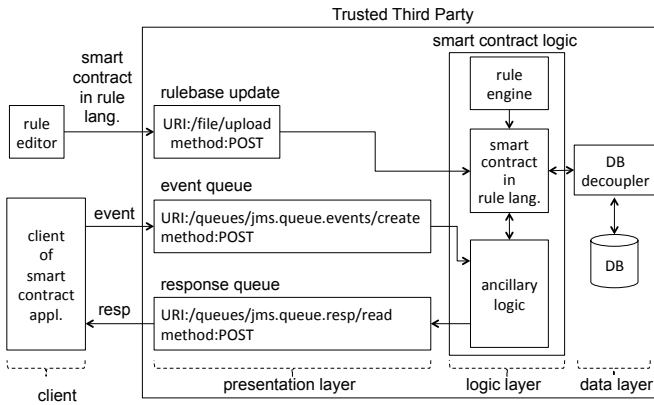 Trusted Third Party
smart contract logic
smart
contract
in rule
lang.
rule
editor
rulebase update
URI:/file/upload
method:POST
rule
engine
smart
contract
in rule
lang.
DB
decoupler
DB
event queue
event
URI:/queues/jms.queue.events/create
method:POST
client
of
smart
contract
appl.
ancillary
logic
response queue
resp
URI:/queues/jms.queue.resp/read
method:POST
client
presentation layer
logic layer
data layer